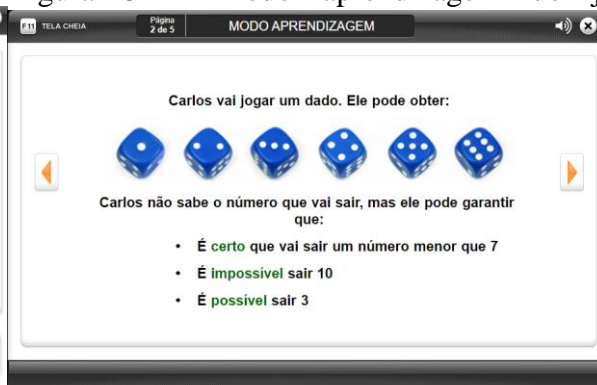 F11 TELA CHEIA
Página
2 de 5
MODO APRENDIZAGEM
Carlos vai jogar um dado. Ele pode obter:
Carlos não sabe o número que vai sair, mas ele pode garantir
que:
• É certo que vai sair um número menor que 7
• É impossível sair 10
• É possível sair 3